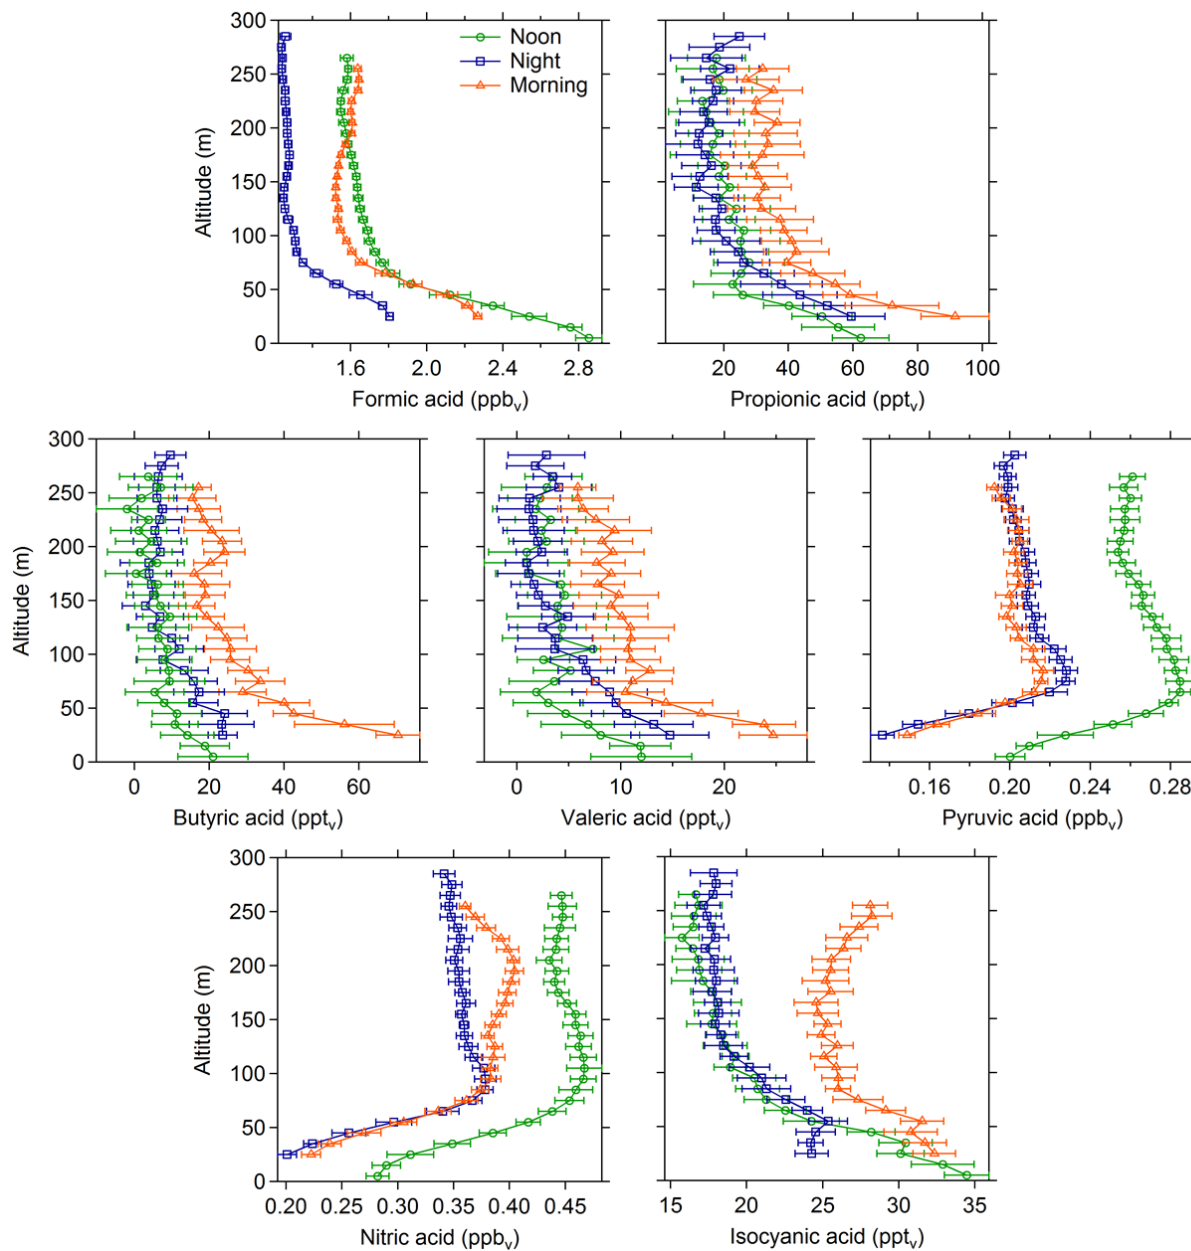 300
250
200
150
100
50
0
Altitude (m)
Noon
Night
Morning
1.6 2.0 2.4 2.8
Formic acid (ppbv)
20 40 60 80 100
Propionic acid (pptv)
300
250
200
150
100
50
0
Altitude (m)
0 20 40 60
Butyric acid (pptv)
0 10 20
Valeric acid (pptv)
0.16 0.20 0.24 0.28
Pyruvic acid (ppbv)
300
250
200
150
100
50
0
Altitude (m)
0.20 0.25 0.30 0.35 0.40 0.45
Nitric acid (ppbv)
15 20 25 30 35
Isocyanic acid (pptv)